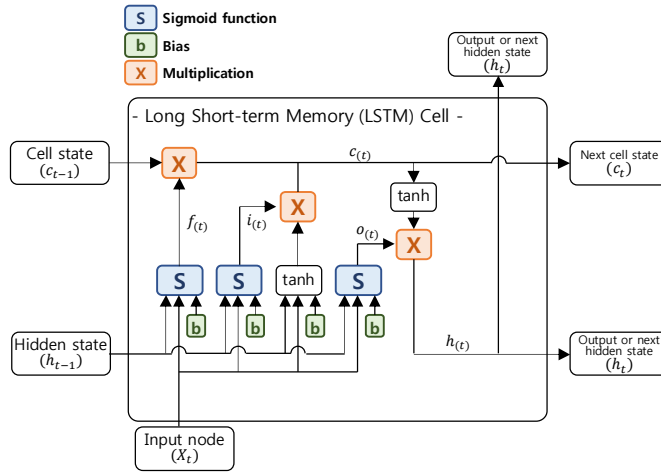 S Sigmoid function
b Bias
X Multiplication
Output or next
hidden state
(h_t)
- Long Short-term Memory (LSTM) Cell -
Cell state
(c_{t-1})
X
c_{(t)}
Next cell state
(c_t)
tanh
f_{(t)}
i_{(t)}
X
o_{(t)}
X
S
S
tanh
S
b
b
b
b
Hidden state
(h_{t-1})
h_{(t)}
Output or next
hidden state
(h_t)
Input node
(X_t)